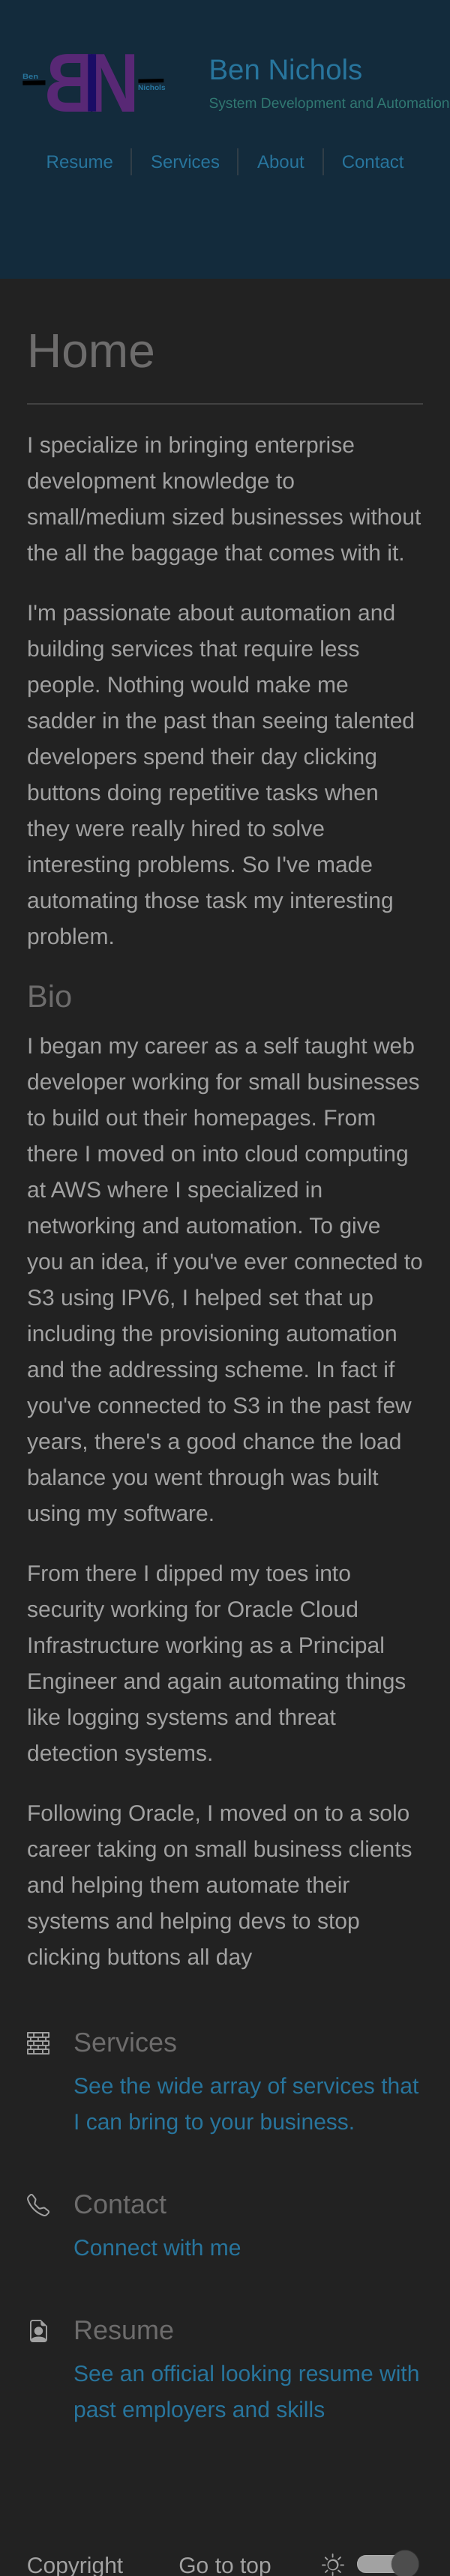 Ben
BN
Nichols
Ben Nichols
System Development and Automation
Resume
Services
About
Contact
Home
I specialize in bringing enterprise
development knowledge to
small/medium sized businesses without
the all the baggage that comes with it.
I'm passionate about automation and
building services that require less
people. Nothing would make me
sadder in the past than seeing talented
developers spend their day clicking
buttons doing repetitive tasks when
they were really hired to solve
interesting problems. So I've made
automating those task my interesting
problem.
Bio
I began my career as a self taught web
developer working for small businesses
to build out their homepages. From
there I moved on into cloud computing
at AWS where I specialized in
networking and automation. To give
you an idea, if you've ever connected to
S3 using IPV6, I helped set that up
including the provisioning automation
and the addressing scheme. In fact if
you've connected to S3 in the past few
years, there's a good chance the load
balance you went through was built
using my software.
From there I dipped my toes into
security working for Oracle Cloud
Infrastructure working as a Principal
Engineer and again automating things
like logging systems and threat
detection systems.
Following Oracle, I moved on to a solo
career taking on small business clients
and helping them automate their
systems and helping devs to stop
clicking buttons all day
Services
See the wide array of services that
I can bring to your business.
Contact
Connect with me
Resume
See an official looking resume with
past employers and skills
Copyright
Go to top